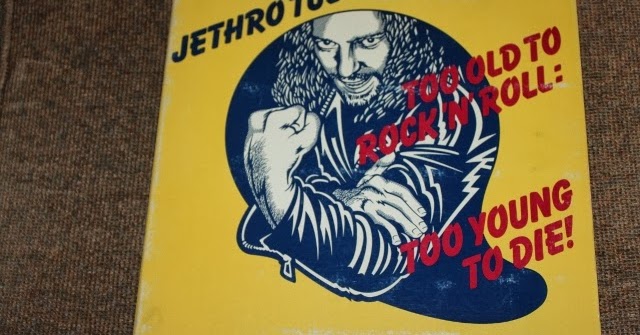 JETHRO
TOO OLD TO
ROCK N' ROLL:
TOO YOUNG
TO DIE!